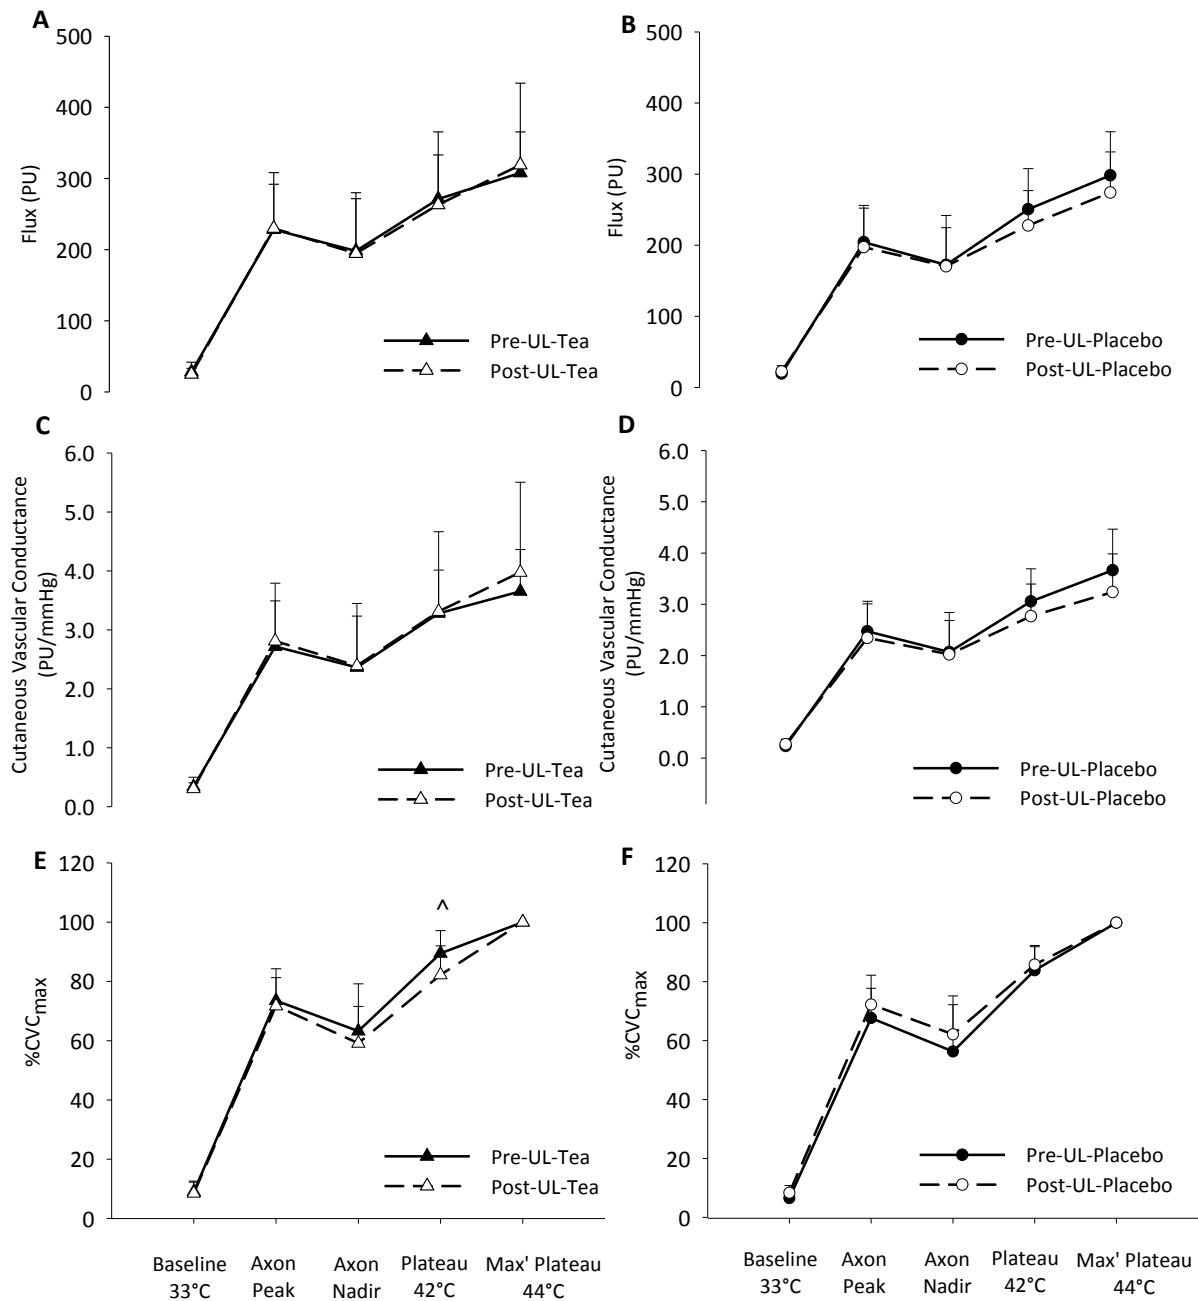 A
500
400
300
200
100
0
Flux (PU)
Pre-UL-Tea
Post-UL-Tea
B
500
400
300
200
100
0
Flux (PU)
Pre-UL-Placebo
Post-UL-Placebo
C
6.0
5.0
4.0
3.0
2.0
1.0
0.0
Cutaneous Vascular Conductance
(PU/mmHg)
Pre-UL-Tea
Post-UL-Tea
D
6.0
5.0
4.0
3.0
2.0
1.0
0.0
Cutaneous Vascular Conductance
(PU/mmHg)
Pre-UL-Placebo
Post-UL-Placebo
E
120
100
80
60
40
20
0
%CVCmax
^
Pre-UL-Tea
Post-UL-Tea
Baseline
33°C
Axon
Peak
Axon
Nadir
Plateau
42°C
Max' Plateau
44°C
F
120
100
80
60
40
20
0
%CVCmax
Pre-UL-Placebo
Post-UL-Placebo
Baseline
33°C
Axon
Peak
Axon
Nadir
Plateau
42°C
Max' Plateau
44°C